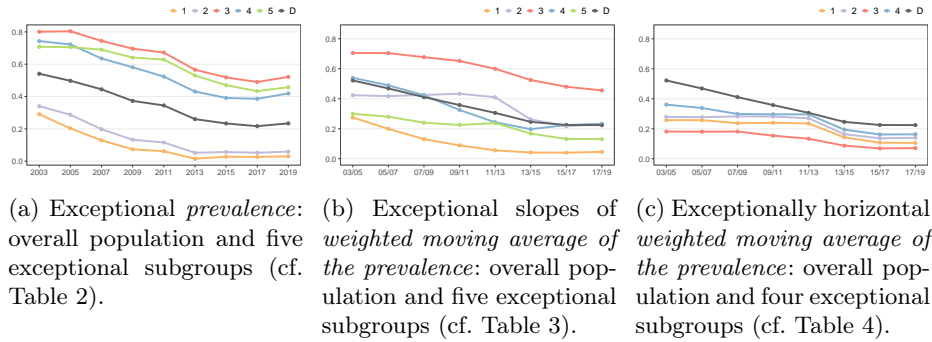 1 2 3 4 5 D
0.8
0.6
0.4
0.2
0.0
2003 2005 2007 2009 2011 2013 2015 2017 2019
(a) Exceptional prevalence:
overall population and five
exceptional subgroups (cf.
Table 2).
1 2 3 4 5 D
0.8
0.6
0.4
0.2
0.0
03/05 05/07 07/09 09/11 11/13 13/15 15/17 17/19
(b) Exceptional slopes of
weighted moving average of
the prevalence: overall pop-
ulation and five exceptional
subgroups (cf. Table 3).
1 2 3 4 D
0.8
0.6
0.4
0.2
0.0
03/05 05/07 07/09 09/11 11/13 13/15 15/17 17/19
(c) Exceptionally horizontal
weighted moving average of
the prevalence: overall pop-
ulation and four exceptional
subgroups (cf. Table 4).